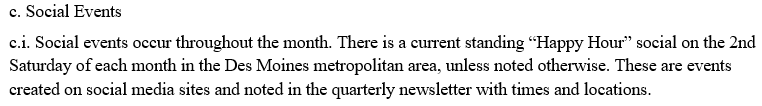 c. Social Events
c.i. Social events occur throughout the month. There is a current standing “Happy Hour” social on the 2nd
Saturday of each month in the Des Moines metropolitan area, unless noted otherwise. These are events
created on social media sites and noted in the quarterly newsletter with times and locations.